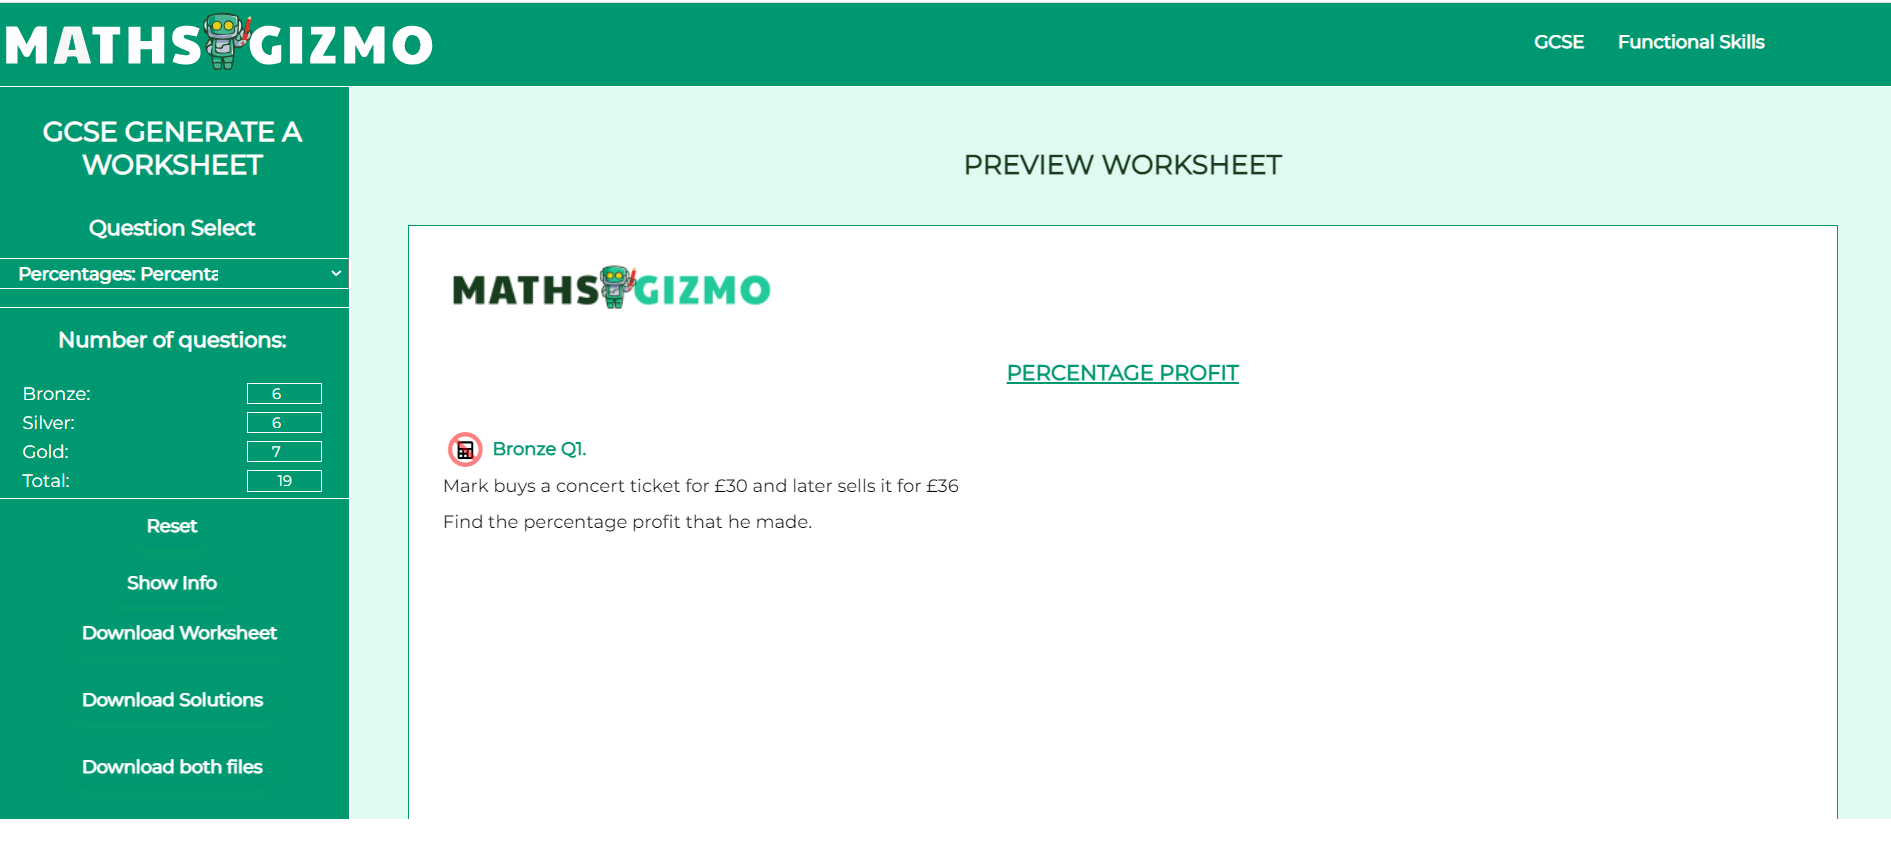 MATHS GIZMO
GCSE Functional Skills
GCSE GENERATE A
WORKSHEET
Question Select
Percentages: Percenta
Number of questions:
Bronze: 6
Silver: 6
Gold: 7
Total: 19
Reset
Show Info
Download Worksheet
Download Solutions
Download both files
PREVIEW WORKSHEET
MATHS GIZMO
PERCENTAGE PROFIT
Bronze Q1.
Mark buys a concert ticket for £30 and later sells it for £36
Find the percentage profit that he made.